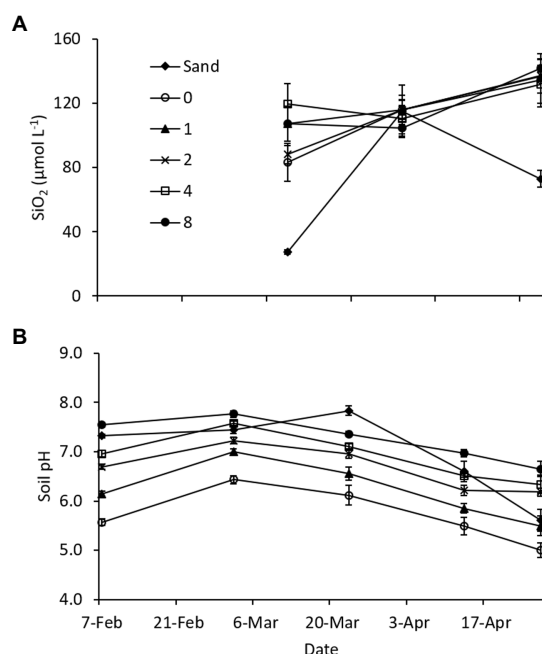 A
160
120
80
40
0
SiO₂ (μmol L⁻¹)
Sand
0
1
2
4
8
B
9.0
8.0
7.0
6.0
5.0
4.0
Soil pH
7-Feb 21-Feb 6-Mar 20-Mar 3-Apr 17-Apr
Date